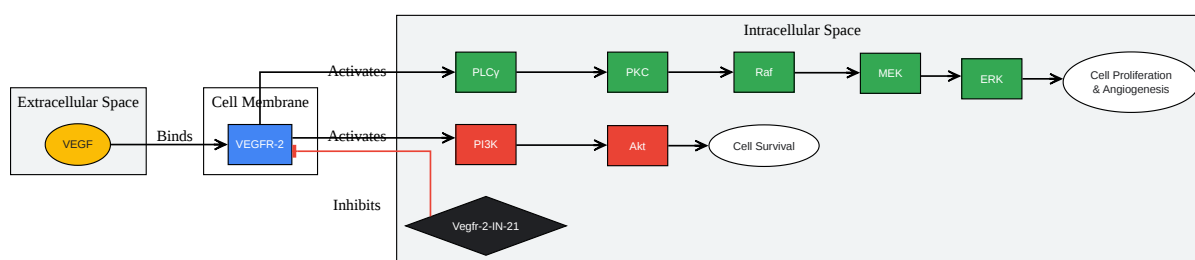 Intracellular Space
Activates
PLCγ
PKC
Raf
MEK
ERK
Cell Proliferation
& Angiogenesis
Extracellular Space
Cell Membrane
VEGF
Binds
VEGFR-2
Activates
PI3K
Akt
Cell Survival
Inhibits
Vegfr-2-IN-21